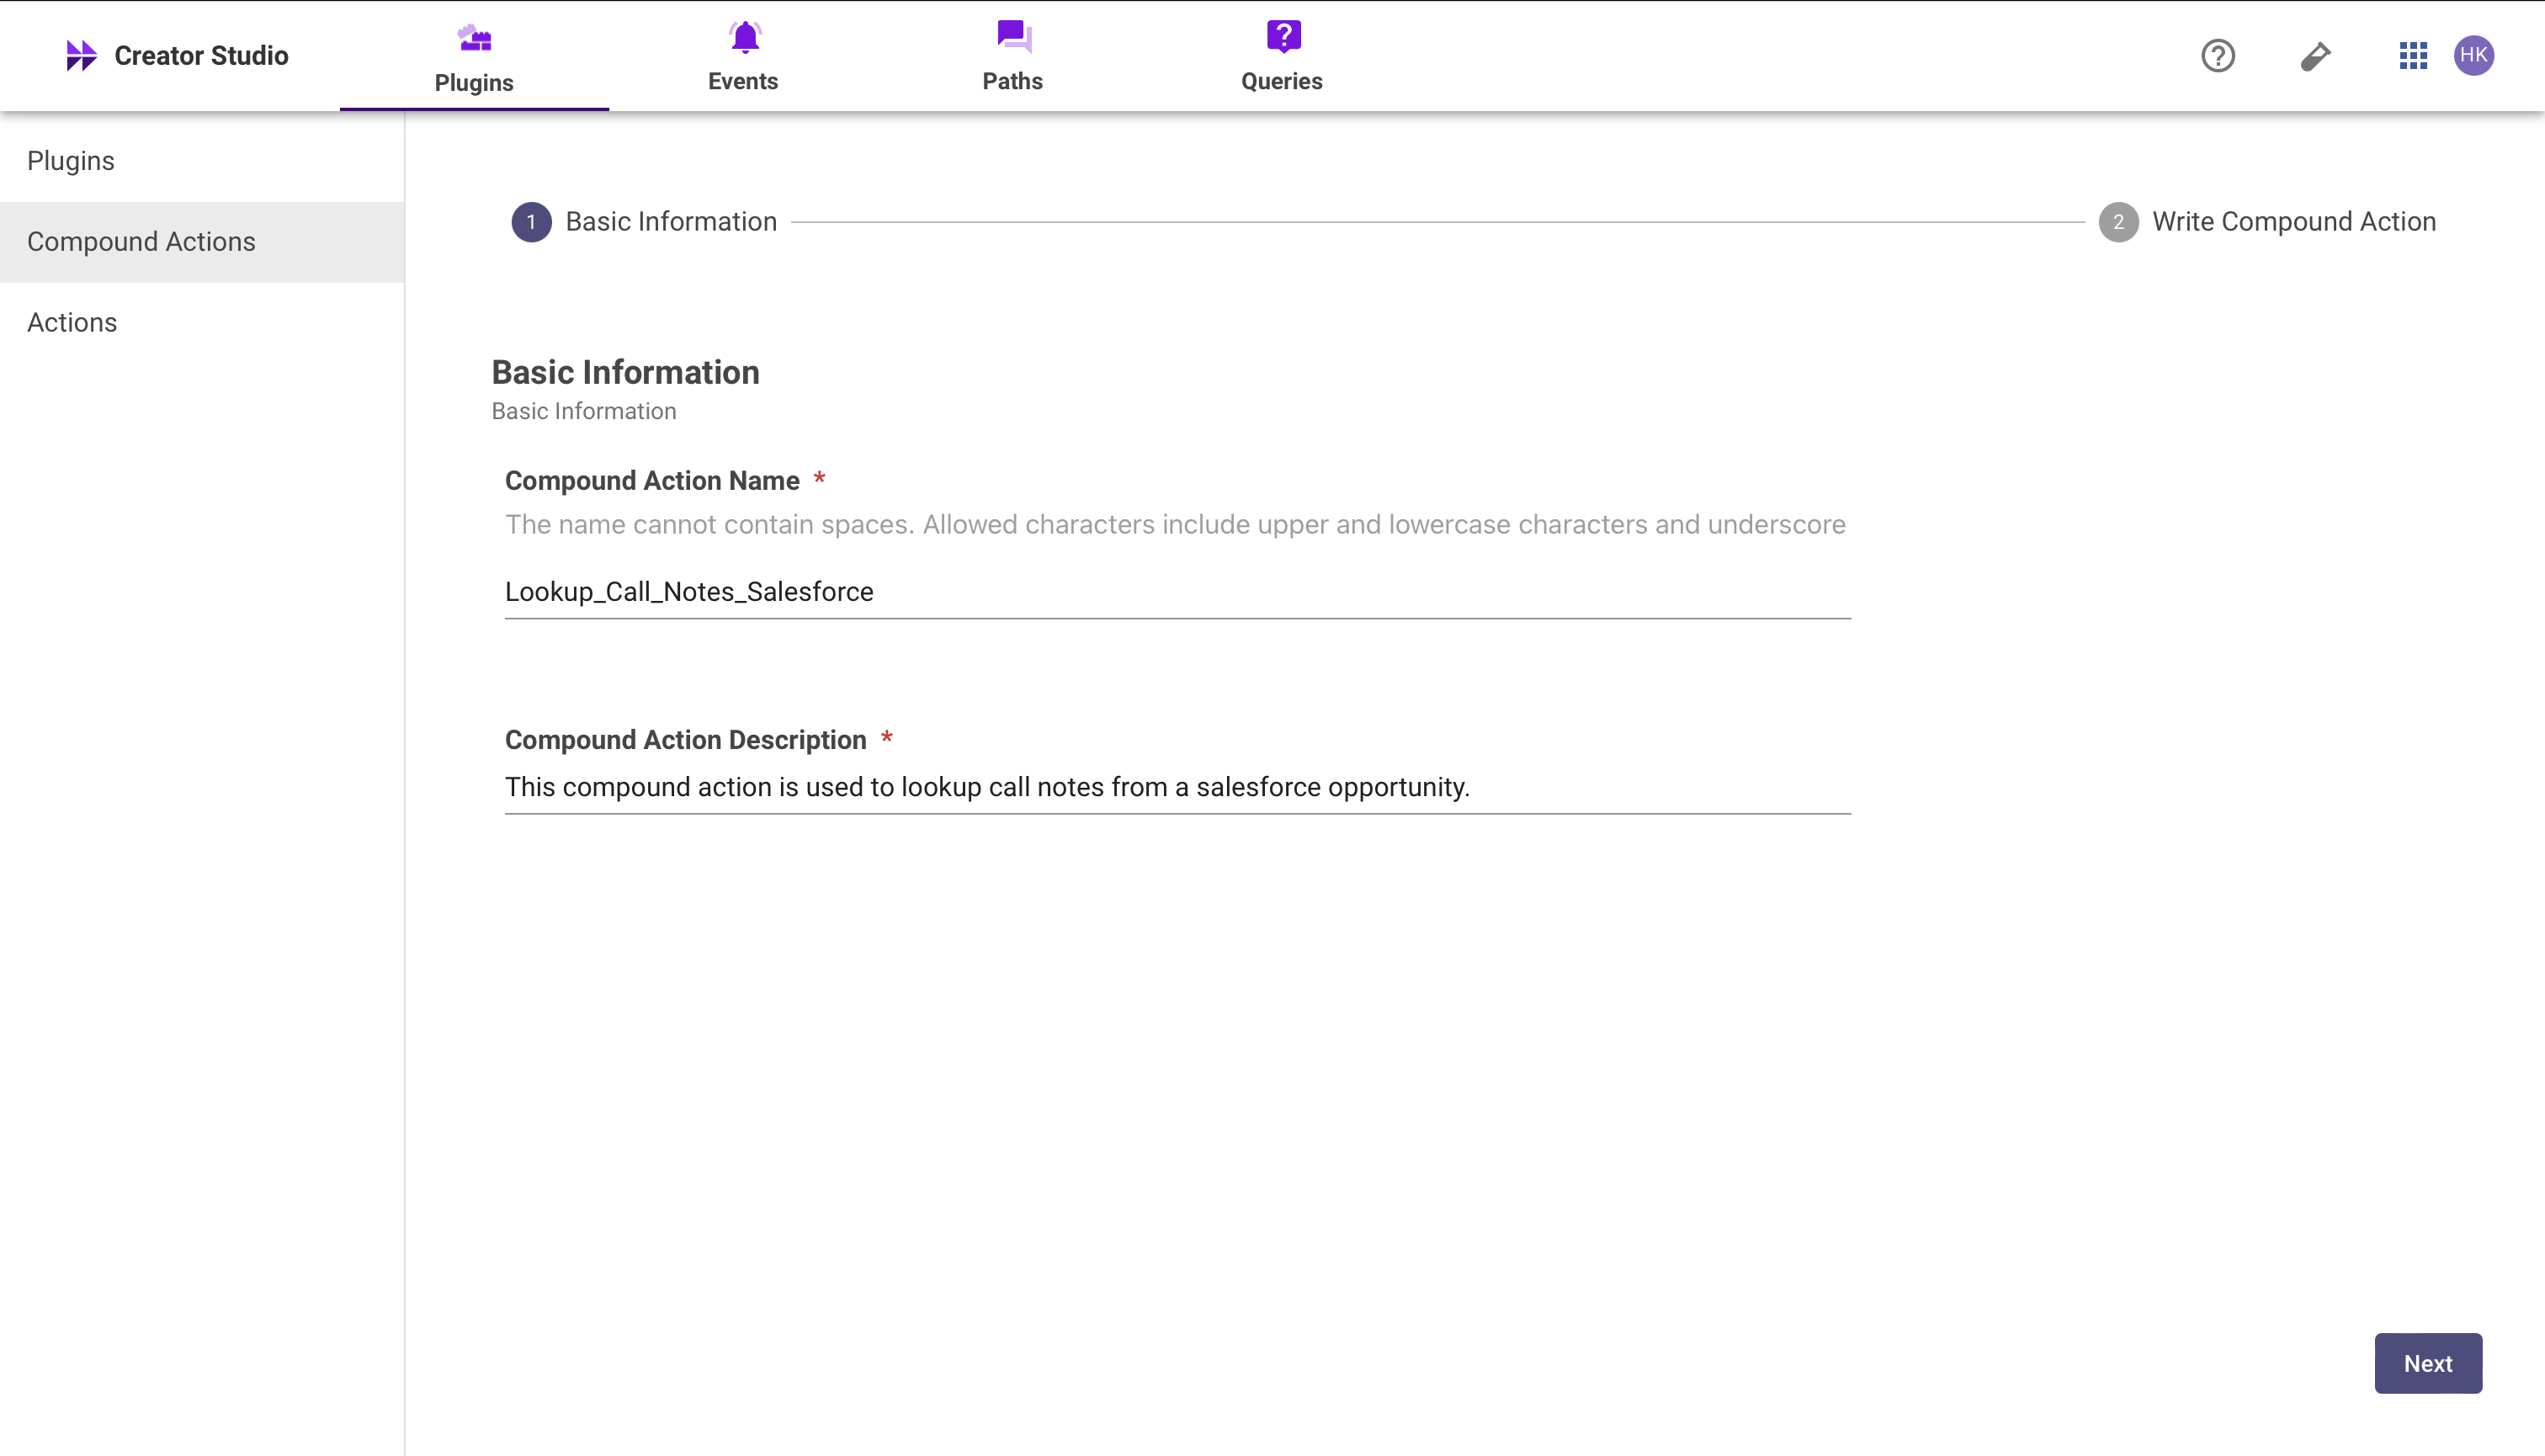 Creator Studio
Plugins
Events
Paths
?
Queries
?
HK
Plugins
Compound Actions
Actions
1 Basic Information
2 Write Compound Action
Basic Information
Basic Information
Compound Action Name *
The name cannot contain spaces. Allowed characters include upper and lowercase characters and underscore
Lookup_Call_Notes_Salesforce
Compound Action Description *
This compound action is used to lookup call notes from a salesforce opportunity.
Next